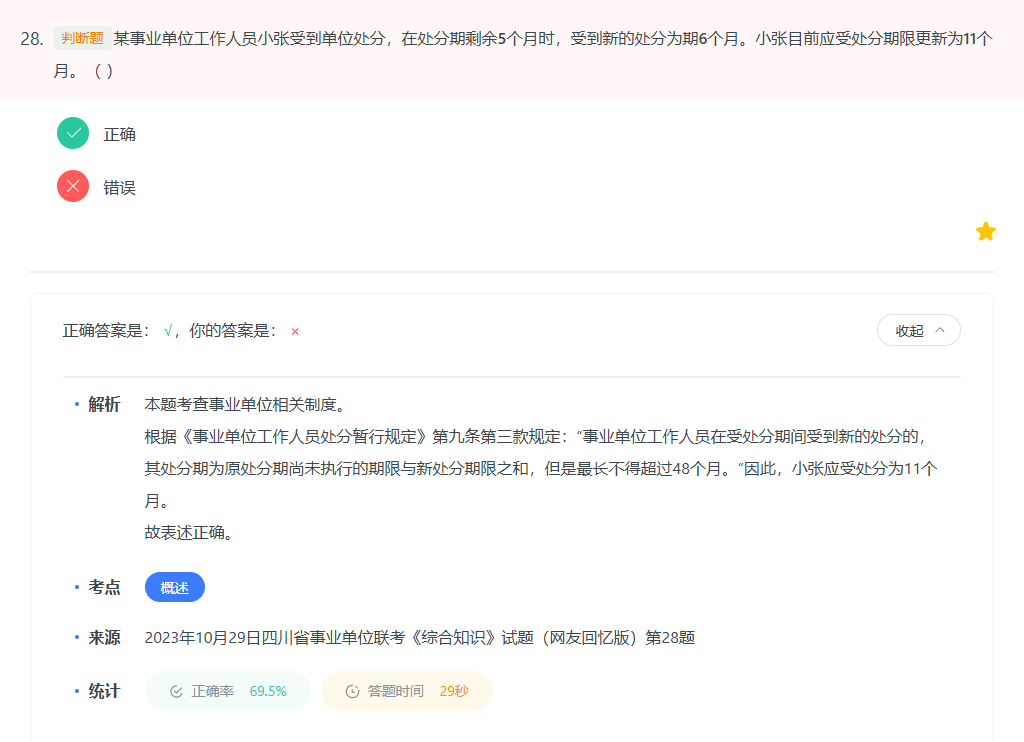 28. 判断题 某事业单位工作人员小张受到单位处分，在处分期剩余5个月时，受到新的处分为期6个月。小张目前应受处分期限更新为11个
月。（ ）
正确
错误
正确答案是： √，你的答案是： ×
收起
解析 本题考查事业单位相关制度。
根据《事业单位工作人员处分暂行规定》第九条第三款规定：“事业单位工作人员在受处分期间受到新的处分的，
其处分期为原处分期尚未执行的期限与新处分期限之和，但是最长不得超过48个月。”因此，小张应受处分为11个
月。
故表述正确。
考点 概述
来源 2023年10月29日四川省事业单位联考《综合知识》试题（网友回忆版）第28题
统计 正确率 69.5% 答题时间 29秒